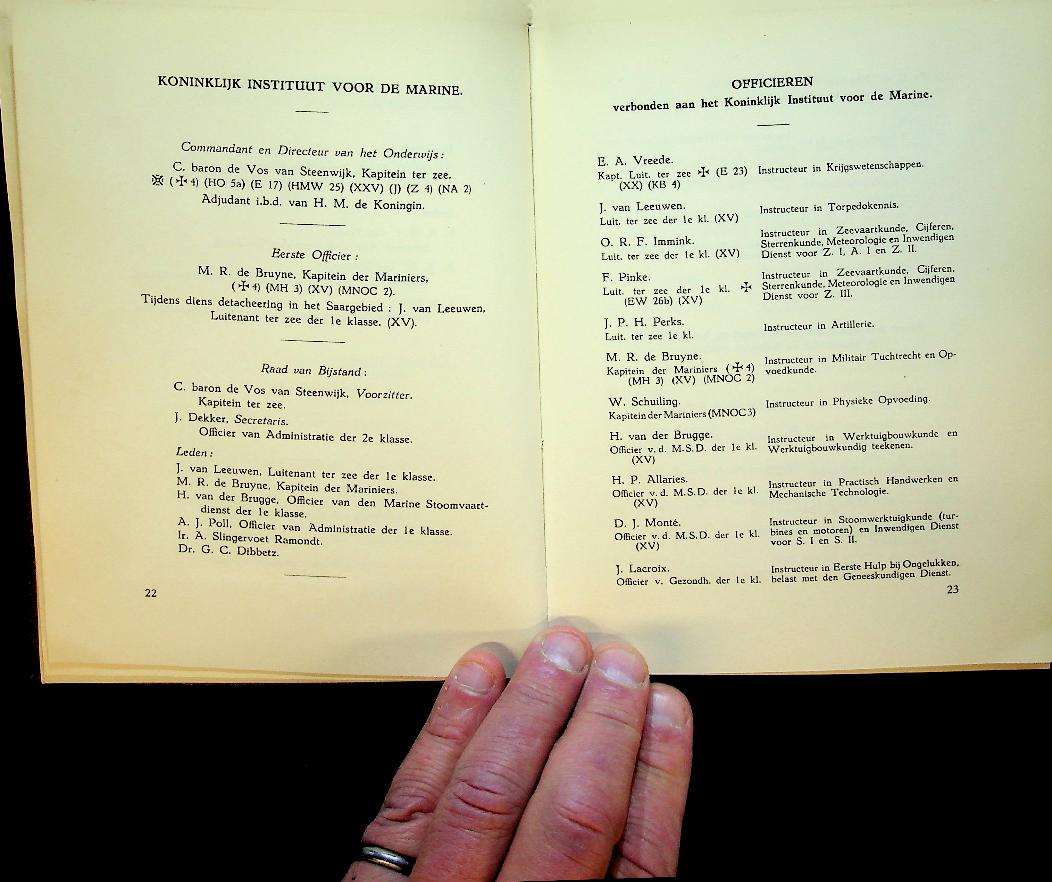 KONINKLIJK INSTITUUT VOOR DE MARINE.
Commandant en Directeur van het Onderwijs:
C. baron de Vos van Steenwijk, Kapitein ter zee.
(✠ 4) (HO 5a) (E 17) (HMW 25) (XXV) (J) (Z 4) (NA 2)
Adjudant i.b.d. van H. M. de Koningin.
Eerste Officier:
M. R. de Bruyne, Kapitein der Mariniers,
(✠ 4) (MH 3) (XV) (MNOC 2).
Tijdens diens detacheering in het Saargebied: J. van Leeuwen,
Luitenant ter zee der 1e klasse. (XV).
Raad van Bijstand:
C. baron de Vos van Steenwijk, Voorzitter.
Kapitein ter zee.
J. Dekker, Secretaris.
Officier van Administratie der 2e klasse.
Leden:
J. van Leeuwen, Luitenant ter zee der 1e klasse.
M. R. de Bruyne, Kapitein der Mariniers.
H. van der Brugge, Officier van den Marine Stoomvaart-
dienst der 1e klasse.
A. J. Poll, Officier van Administratie der 1e klasse.
Ir. A. Slingervoet Ramondt.
Dr. G. C. Dibbetz.
22
OFFICIEREN
verbonden aan het Koninklijk Instituut voor de Marine.
E. A. Vreede.
Kapt. Luit. ter zee ✠ (E 23) Instructeur in Krijgswetenschappen.
(XX) (KB 4)
J. van Leeuwen.
Luit. ter zee der 1e kl. (XV) Instructeur in Torpedokennis.
O. R. F. Immink. Instructeur in Zeevaartkunde, Cijferen,
Sterrenkunde, Meteorologie en Inwendigen
Luit. ter zee der 1e kl. (XV) Dienst voor Z. I, A. I en Z. II.
F. Pinke. Instructeur in Zeevaartkunde, Cijferen,
Luit. ter zee der 1e kl. ✠ Sterrenkunde, Meteorologie en Inwendigen
(EW 26b) (XV) Dienst voor Z. III.
J. P. H. Perks.
Luit. ter zee 1e kl. Instructeur in Artillerie.
M. R. de Bruyne. Instructeur in Militair Tuchtrecht en Op-
Kapitein der Mariniers (✠ 4) voedkunde.
(MH 3) (XV) (MNOC 2)
W. Schuiling. Instructeur in Physieke Opvoeding.
Kapitein der Mariniers (MNOC 3)
H. van der Brugge. Instructeur in Werktuigbouwkunde en
Officier v. d. M.S.D. der 1e kl. Werktuigbouwkundig teekenen.
(XV)
H. P. Allaries. Instructeur in Practisch Handwerken en
Officier v. d. M.S.D. der 1e kl. Mechanische Technologie.
(XV)
D. J. Monté. Instructeur in Stoomwerktuigkunde (tur-
Officier v. d. M.S.D. der 1e kl. bines en motoren) en Inwendigen Dienst
(XV) voor S. I en S. II.
J. Lacroix. Instructeur in Eerste Hulp bij Ongelukken,
Officier v. Gezondh. der 1e kl. belast met den Geneeskundigen Dienst.
23